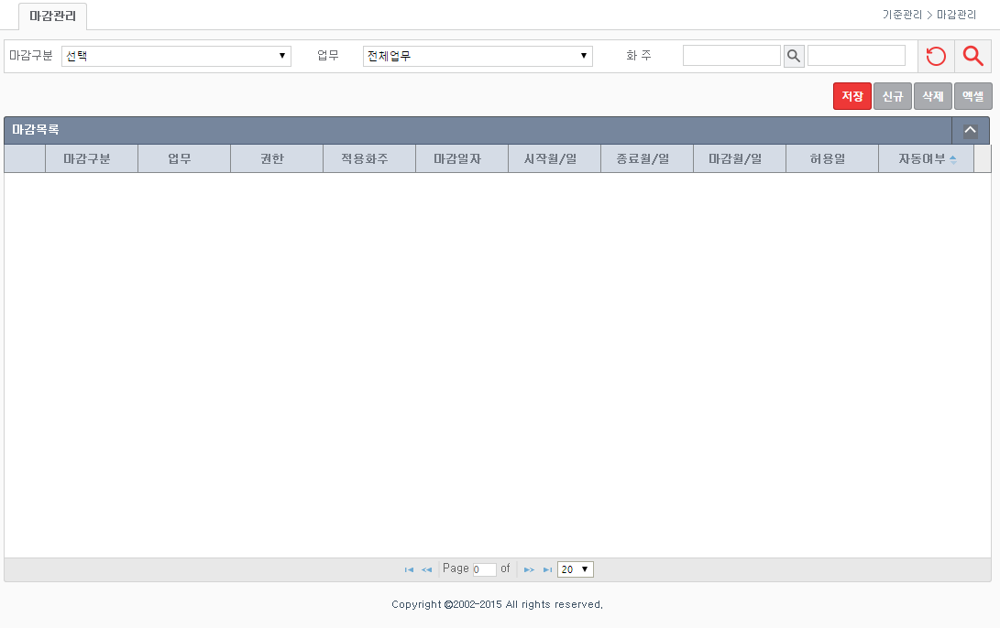 마감관리
기준관리 > 마감관리
마감구분 선택 업무 전체업무 화 주
저장 신규 삭제 엑셀
마감목록
마감구분 업무 권한 적용화주 마감일자 시작월/일 종료월/일 마감월/일 허용일 자동여부
Page 0 of 20
Copyright ©2002-2015 All rights reserved.